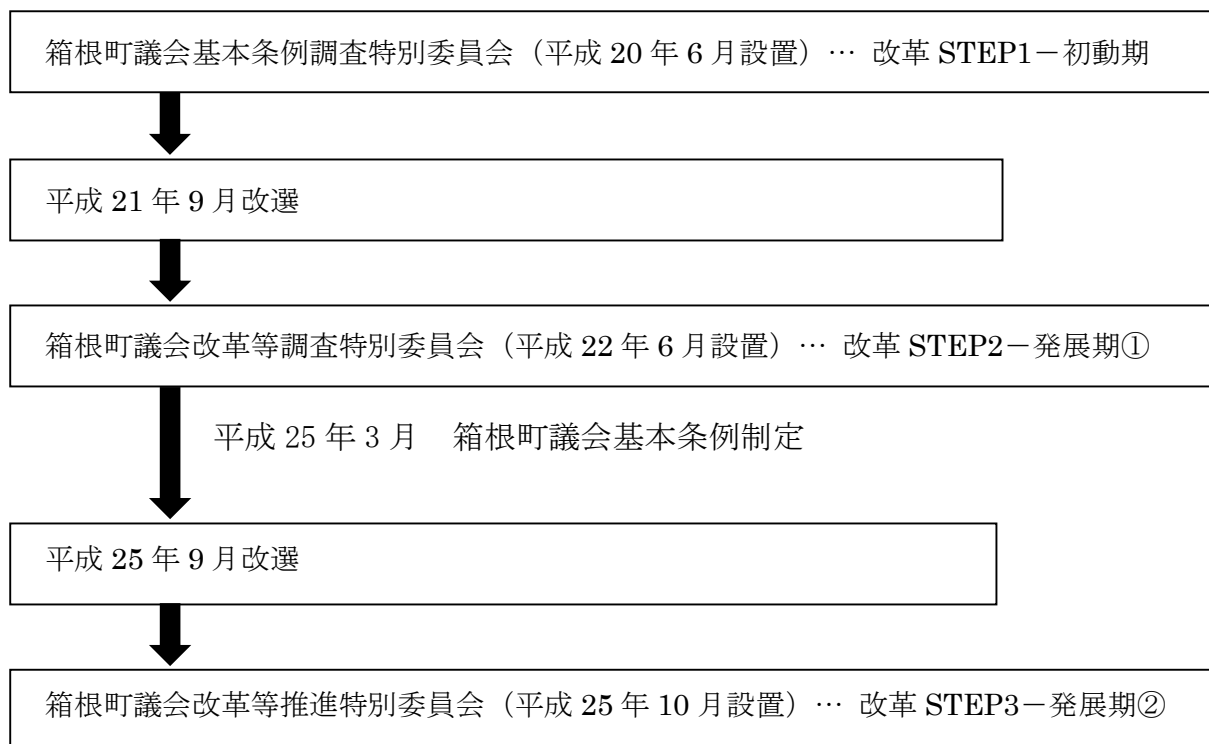 箱根町議会基本条例調査特別委員会（平成 20 年 6 月設置）… 改革 STEP1－初動期
平成 21 年 9 月改選
箱根町議会改革等調査特別委員会（平成 22 年 6 月設置）… 改革 STEP2－発展期①
平成 25 年 3 月　箱根町議会基本条例制定
平成 25 年 9 月改選
箱根町議会改革等推進特別委員会（平成 25 年 10 月設置）… 改革 STEP3－発展期②